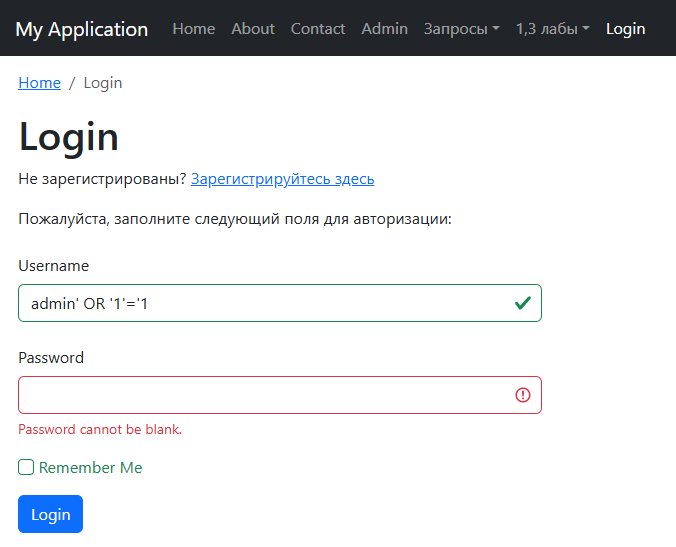 My Application Home About Contact Admin Запросы 1,3 лабы Login
Home / Login
Login
Не зарегистрированы? Зарегистрируйтесь здесь
Пожалуйста, заполните следующий поля для авторизации:
Username
admin' OR '1'='1
Password
Password cannot be blank.
Remember Me
Login